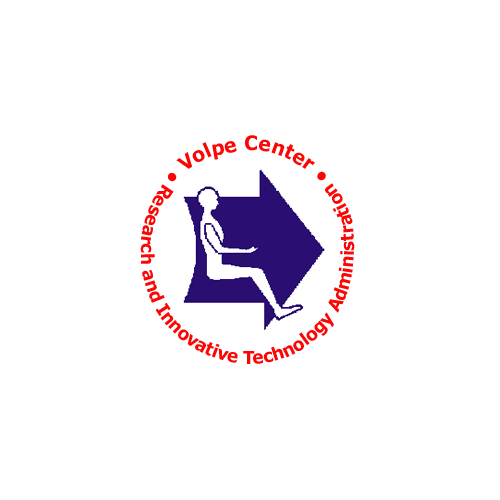 • Volpe Center •
Research and Innovative Technology Administration